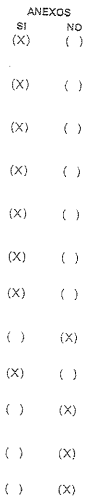 ANEXOS
SI NO
(X) ( )
(X) ( )
(X) ( )
(X) ( )
(X) ( )
(X) ( )
(X) ( )
( ) (X)
(X) ( )
( ) (X)
( ) (X)
( ) (X)